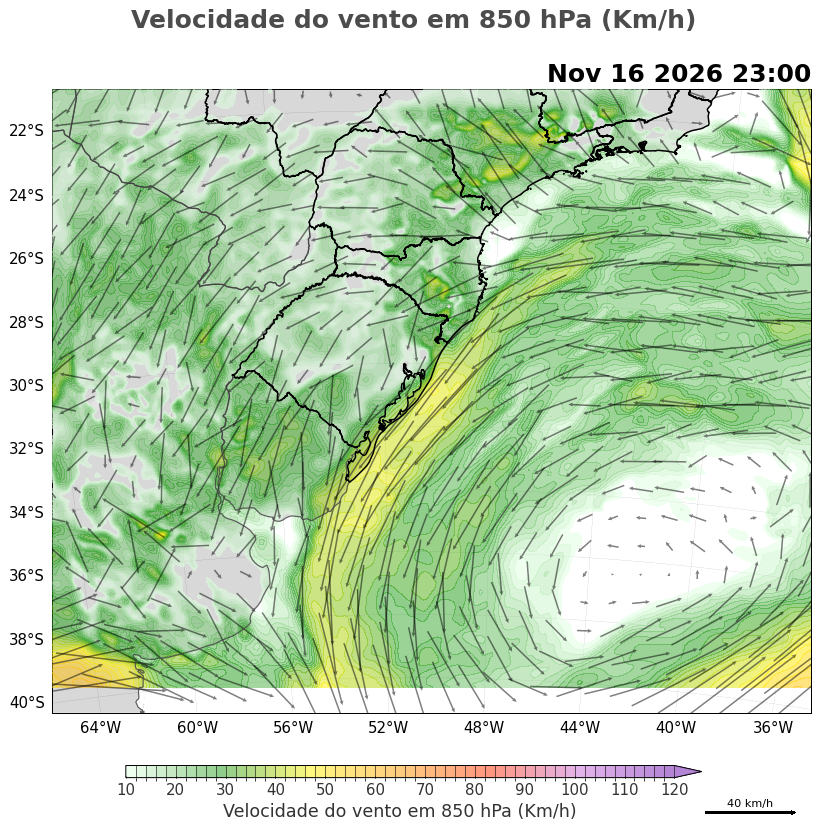 Velocidade do vento em 850 hPa (Km/h)
Nov 16 2026 23:00
22°S
24°S
26°S
28°S
30°S
32°S
34°S
36°S
38°S
40°S
64°W 60°W 56°W 52°W 48°W 44°W 40°W 36°W
10 20 30 40 50 60 70 80 90 100 110 120
Velocidade do vento em 850 hPa (Km/h)
40 km/h